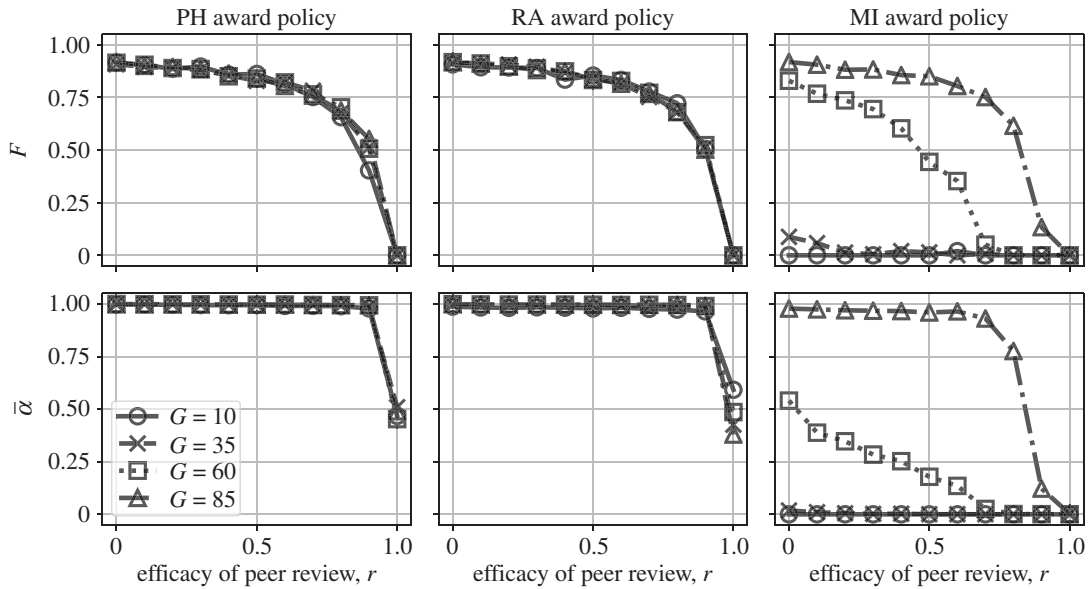 PH award policy
RA award policy
MI award policy
F
1.00
0.75
0.50
0.25
0
ᾱ
1.00
0.75
0.50
0.25
0
G = 10
G = 35
G = 60
G = 85
0 0.5 1.0
0 0.5 1.0
0 0.5 1.0
efficacy of peer review, r
efficacy of peer review, r
efficacy of peer review, r